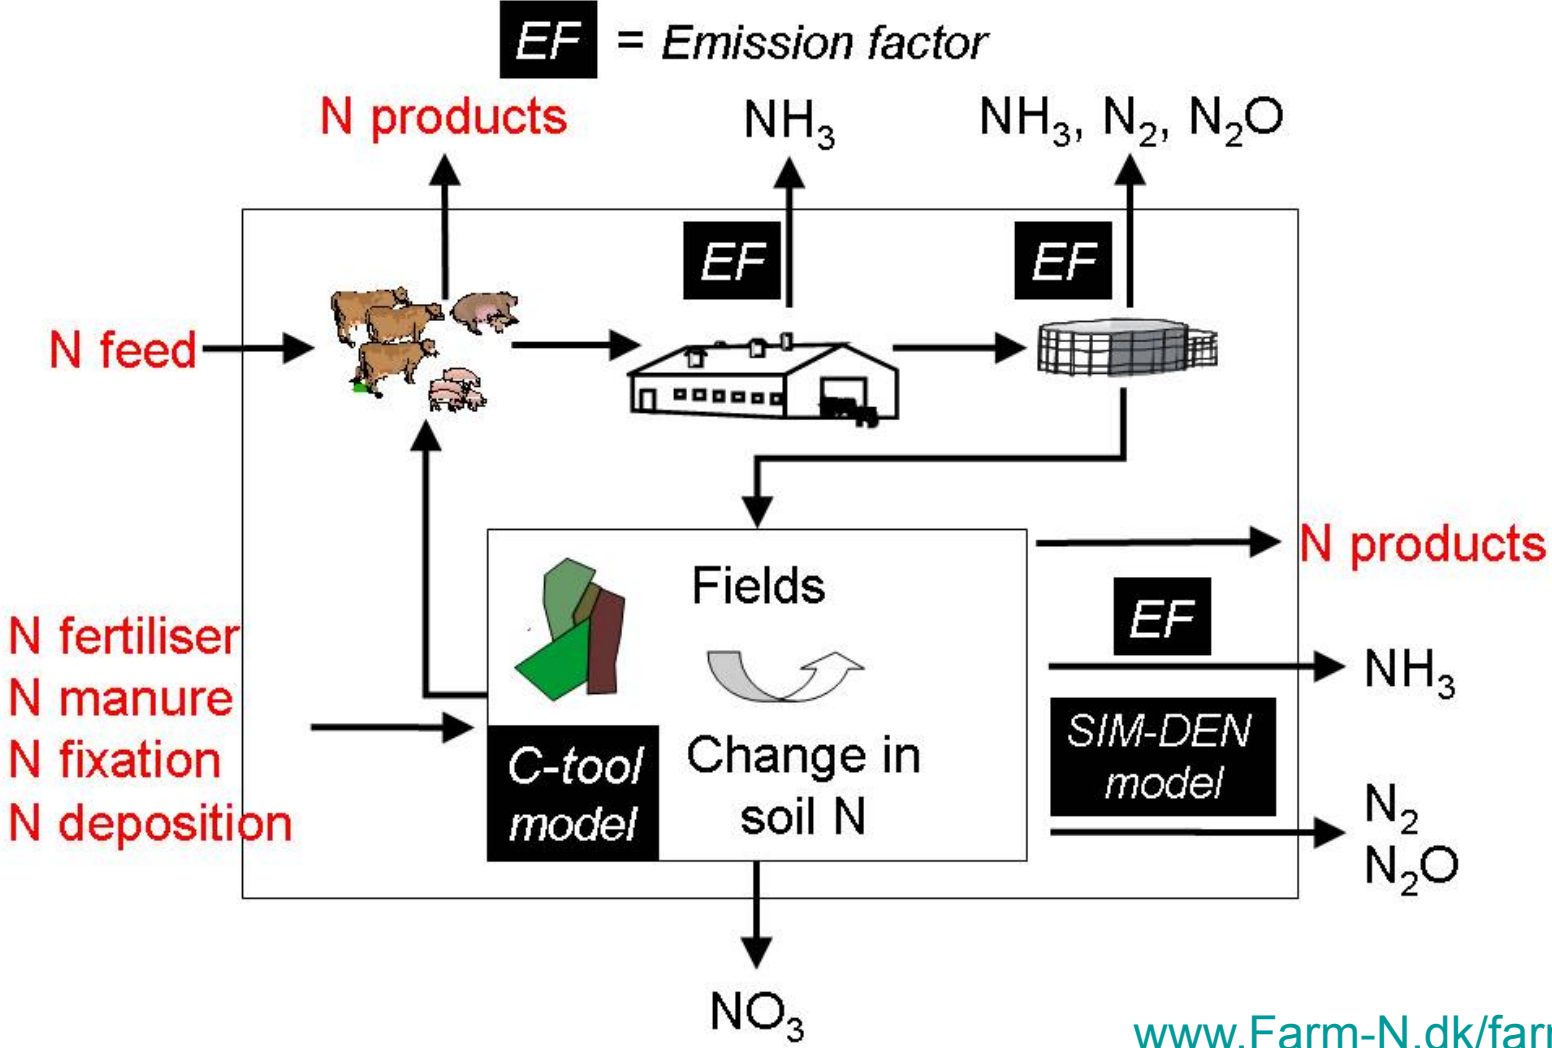 EF = Emission factor
N products
NH3
NH3, N2, N2O
EF
EF
N feed
N products
Fields
EF
N fertiliser
N manure
N fixation
N deposition
NH3
SIM-DEN
model
C-tool
model
Change in
soil N
N2
N2O
NO3
www.Farm-N.dk/farr